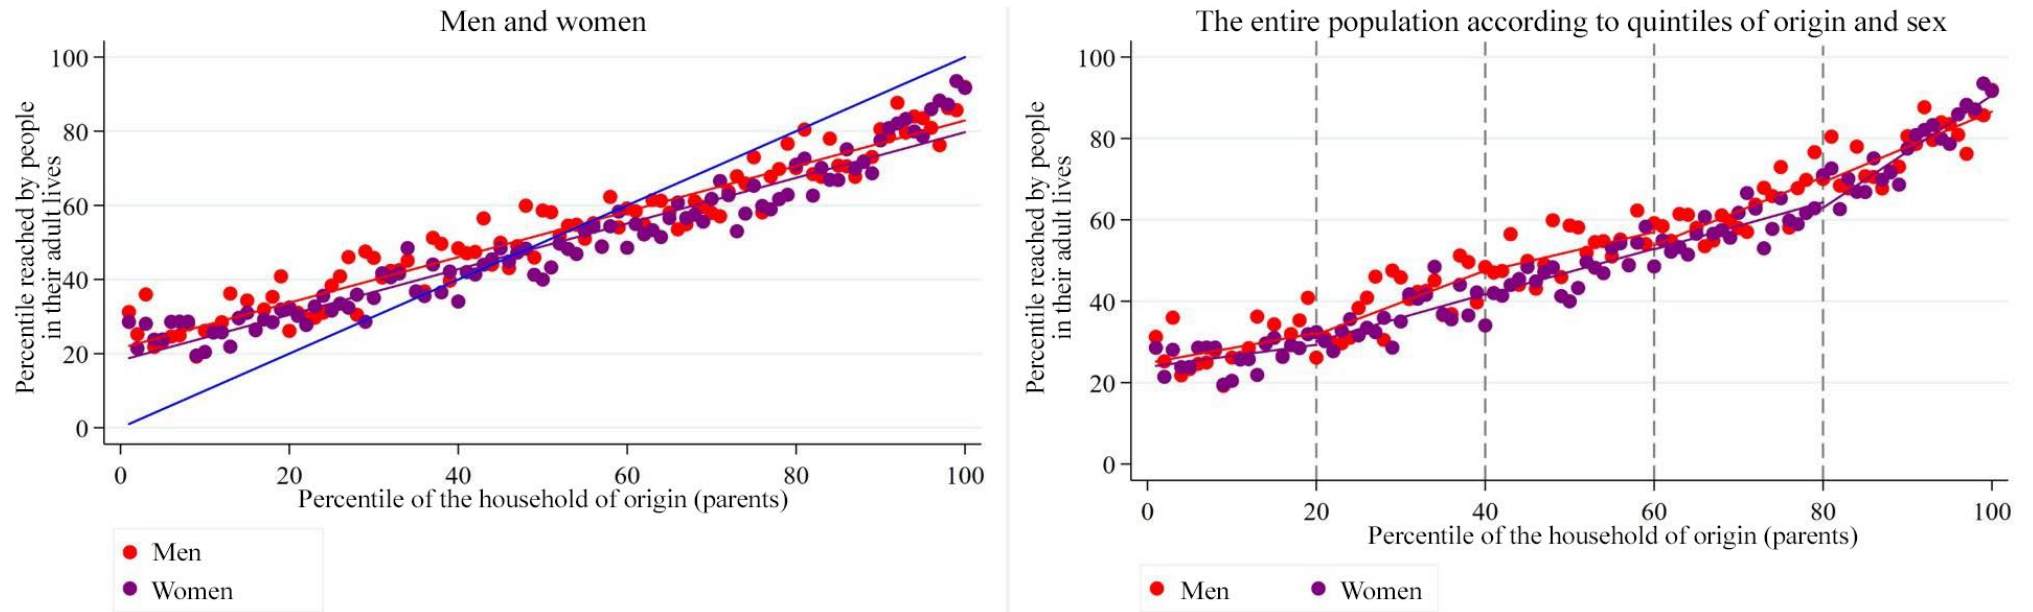 Men and women
Percentile reached by people
in their adult lives
100
80
60
40
20
0
0 20 40 60 80 100
Percentile of the household of origin (parents)
Men
Women
The entire population according to quintiles of origin and sex
Percentile reached by people
in their adult lives
100
80
60
40
20
0
0 20 40 60 80 100
Percentile of the household of origin (parents)
Men Women